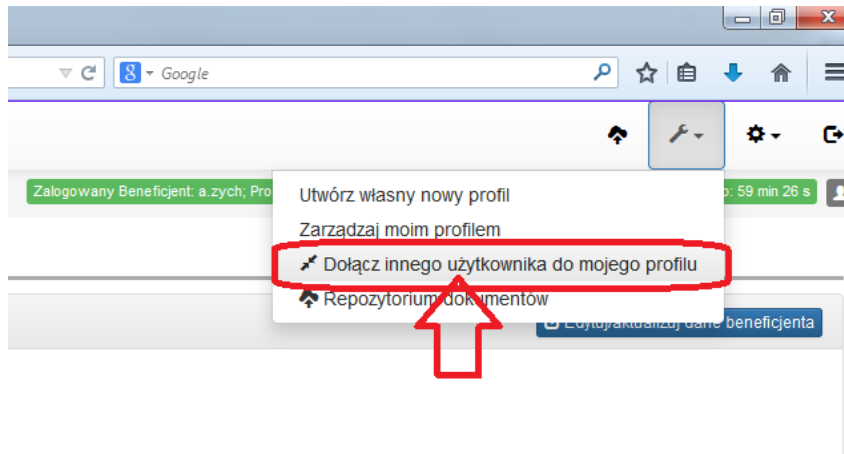 Google
Zalogowany Beneficjent: a.zych; Pro
: 59 min 26 s
Utwórz własny nowy profil
Zarządzaj moim profilem
Dołącz innego użytkownika do mojego profilu
Repozytorium dokumentów
Edytuj/aktualizuj dane beneficjenta